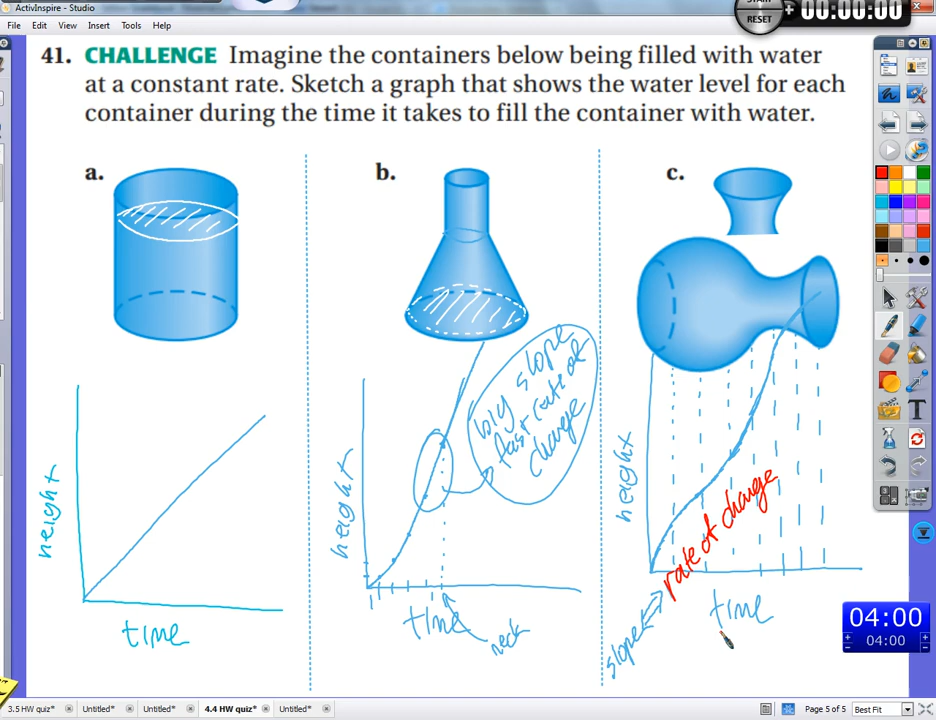 ActivInspire - Studio
File Edit View Insert Tools Help
START
RESET
00:00:00
41. CHALLENGE Imagine the containers below being filled with water
at a constant rate. Sketch a graph that shows the water level for each
container during the time it takes to fill the container with water.
a.
b.
c.
height
time
height
time
neck
big slope
fast rate of
change
height
time
slope
rate of change
04:00
04:00
3.5 HW quiz* Untitled* Untitled* 4.4 HW quiz* Untitled*
Page 5 of 5 Best Fit